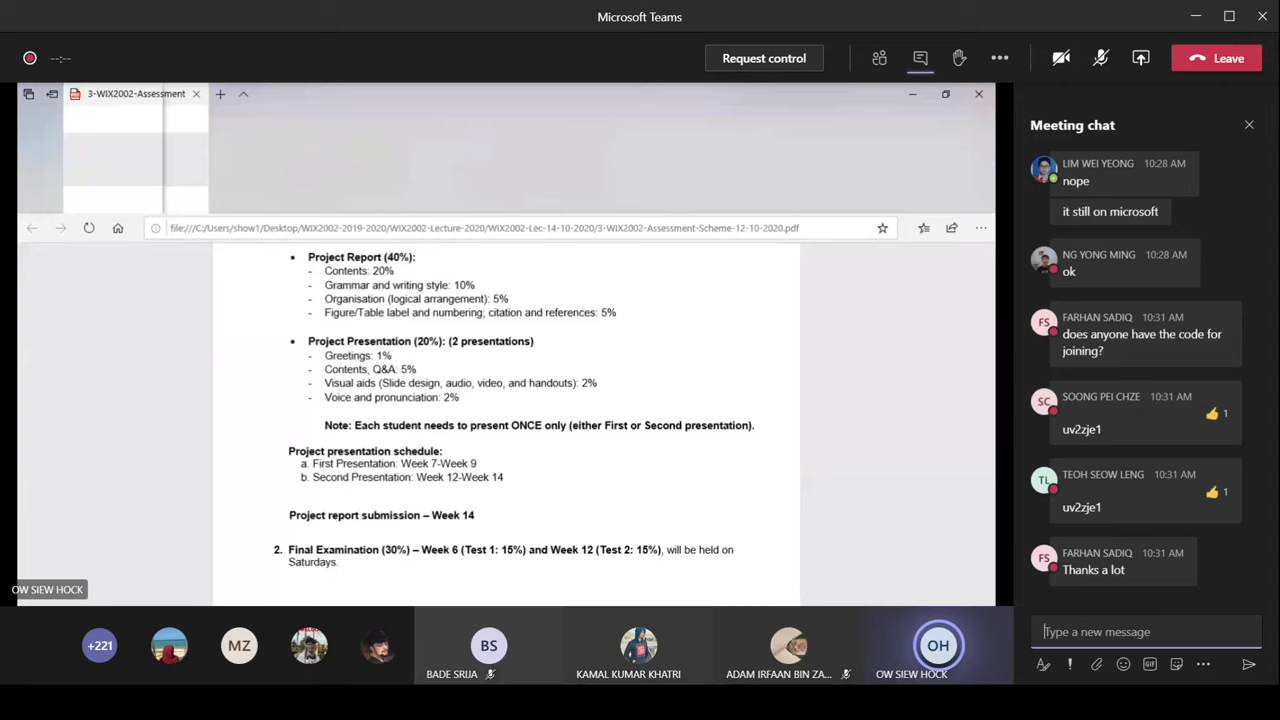 Microsoft Teams
--:--
Request control
Leave
3-WIX2002-Assessment
file:///C:/Users/show1/Desktop/WIX2002-2019-2020/WIX2002-Lecture-2020/WIX2002-Lec-14-10-2020/3-WIX2002-Assessment-Scheme-12-10-2020.pdf
• Project Report (40%):
- Contents: 20%
- Grammar and writing style: 10%
- Organisation (logical arrangement): 5%
- Figure/Table label and numbering; citation and references: 5%
• Project Presentation (20%): (2 presentations)
- Greetings: 1%
- Contents, Q&A: 5%
- Visual aids (Slide design, audio, video, and handouts): 2%
- Voice and pronunciation: 2%
Note: Each student needs to present ONCE only (either First or Second presentation).
Project presentation schedule:
a. First Presentation: Week 7-Week 9
b. Second Presentation: Week 12-Week 14
Project report submission – Week 14
2. Final Examination (30%) – Week 6 (Test 1: 15%) and Week 12 (Test 2: 15%), will be held on
Saturdays.
OW SIEW HOCK
+221
MZ
BS
BADE SRIJA
KAMAL KUMAR KHATRI
ADAM IRFAAN BIN ZA...
OH
OW SIEW HOCK
Meeting chat
LIM WEI YEONG 10:28 AM
nope
it still on microsoft
NG YONG MING 10:28 AM
ok
FS
FARHAN SADIQ 10:31 AM
does anyone have the code for
joining?
SC
SOONG PEI CHZE 10:31 AM
1
uv2zje1
TL
TEOH SEOW LENG 10:31 AM
1
uv2zje1
FS
FARHAN SADIQ 10:31 AM
Thanks a lot
Type a new message
GIF